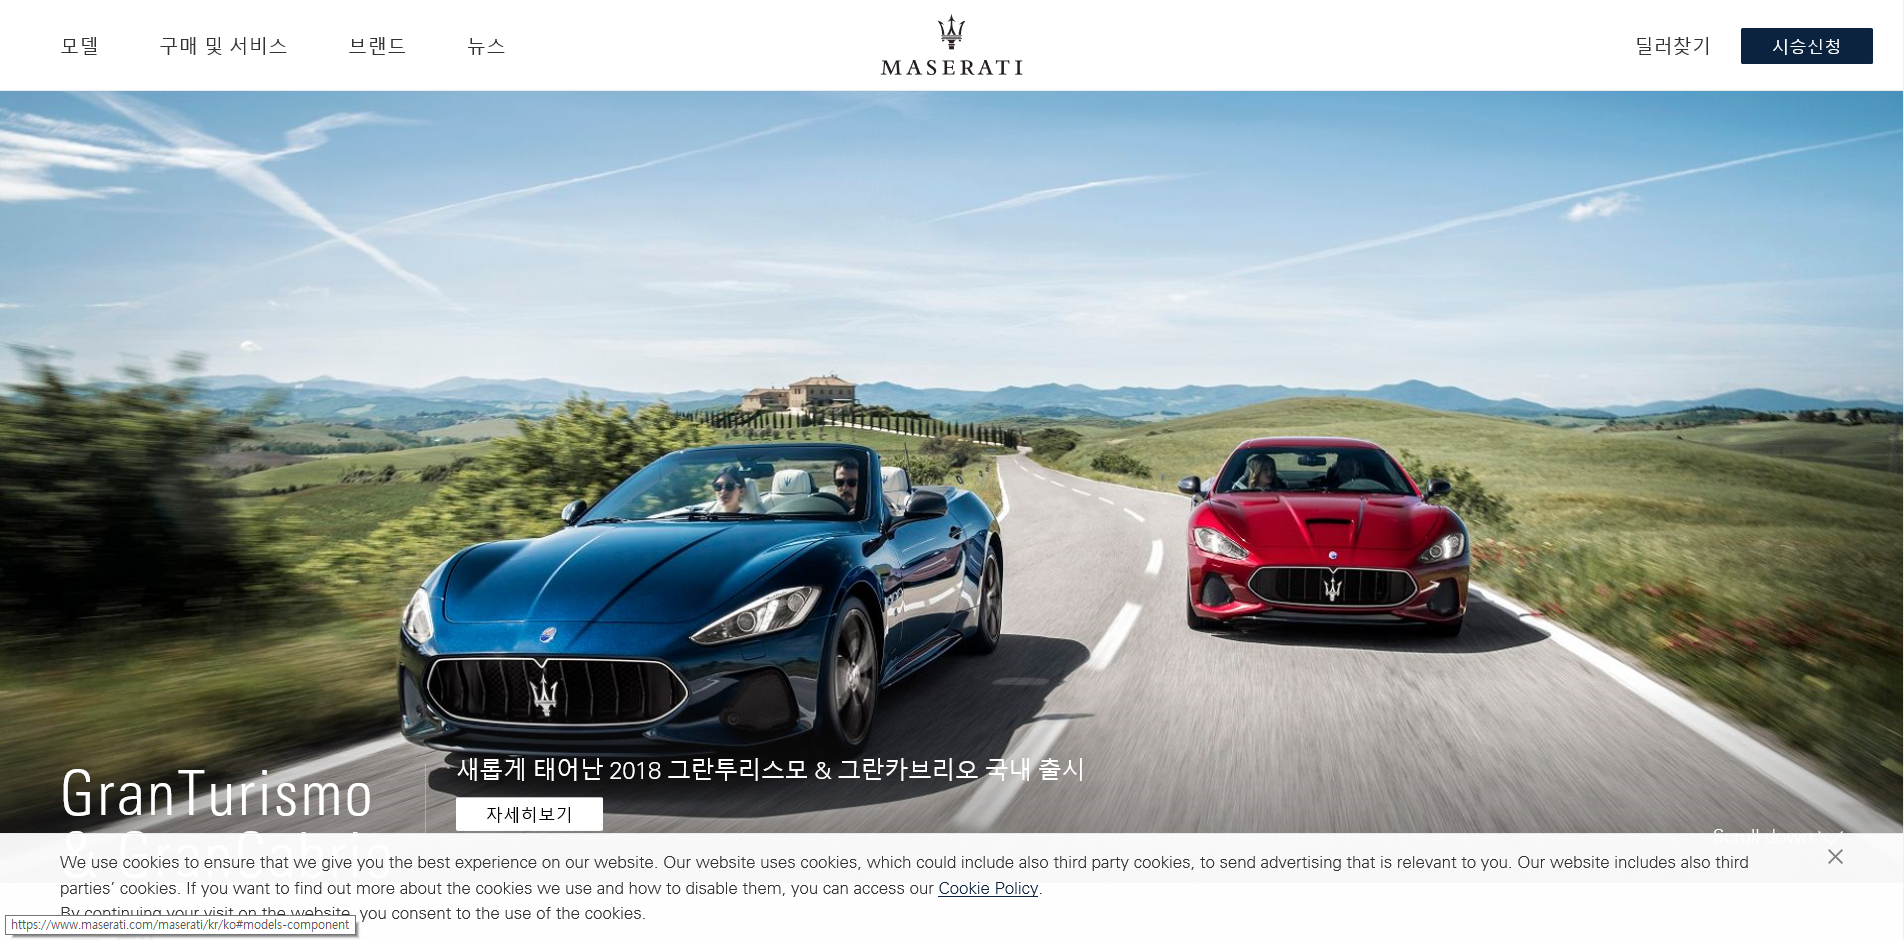 모델
구매 및 서비스
브랜드
뉴스
MASERATI
딜러찾기
시승신청
GranTurismo
& GranCabrio
새롭게 태어난 2018 그란투리스모 & 그란카브리오 국내 출시
자세히보기
Scroll down
We use cookies to ensure that we give you the best experience on our website. Our website uses cookies, which could include also third party cookies, to send advertising that is relevant to you. Our website includes also third
parties’ cookies. If you want to find out more about the cookies we use and how to disable them, you can access our Cookie Policy.
By continuing your visit on the website, you consent to the use of the cookies.
https://www.maserati.com/maserati/kr/ko#models-component